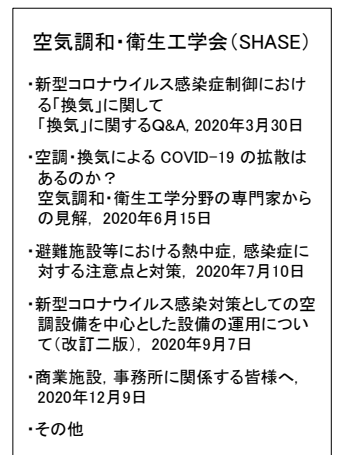 空気調和・衛生工学会(SHASE)
・新型コロナウイルス感染症制御におけ
る「換気」に関して
「換気」に関するQ&A, 2020年3月30日
・空調・換気による COVID-19 の拡散は
あるのか?
空気調和・衛生工学分野の専門家から
の見解, 2020年6月15日
・避難施設等における熱中症, 感染症に
対する注意点と対策, 2020年7月10日
・新型コロナウイルス感染対策としての空
調設備を中心とした設備の運用につい
て(改訂二版), 2020年9月7日
・商業施設, 事務所に関係する皆様へ,
2020年12月9日
・その他